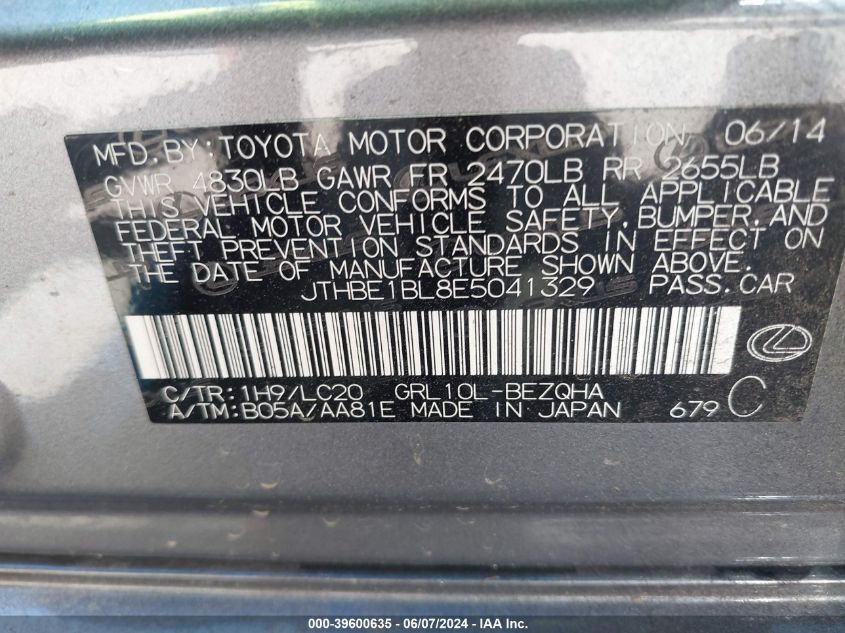 MFD. BY: TOYOTA MOTOR CORPORATION 06/14
GVWR 4830LB GAWR FR 2470LB RR 2655LB
THIS VEHICLE CONFORMS TO ALL APPLICABLE
FEDERAL MOTOR VEHICLE SAFETY, BUMPER, AND
THEFT PREVENTION STANDARDS IN EFFECT ON
THE DATE OF MANUFACTURE SHOWN ABOVE.
JTHBE1BL8E5041329 PASS. CAR
C/TR: 1H9/LC20 GRL10L-BEZQHA
A/TM: B05A/AA81E MADE IN JAPAN 679 C
000-39600635 - 06/07/2024 - IAA Inc.